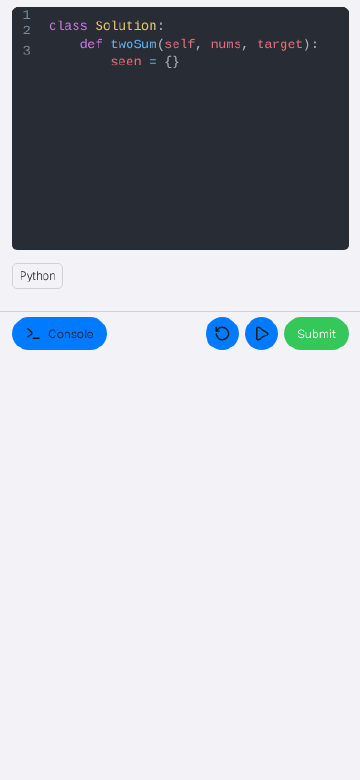 1 class Solution:
2     def twoSum(self, nums, target):
3         seen = {}
Python
Console
Submit